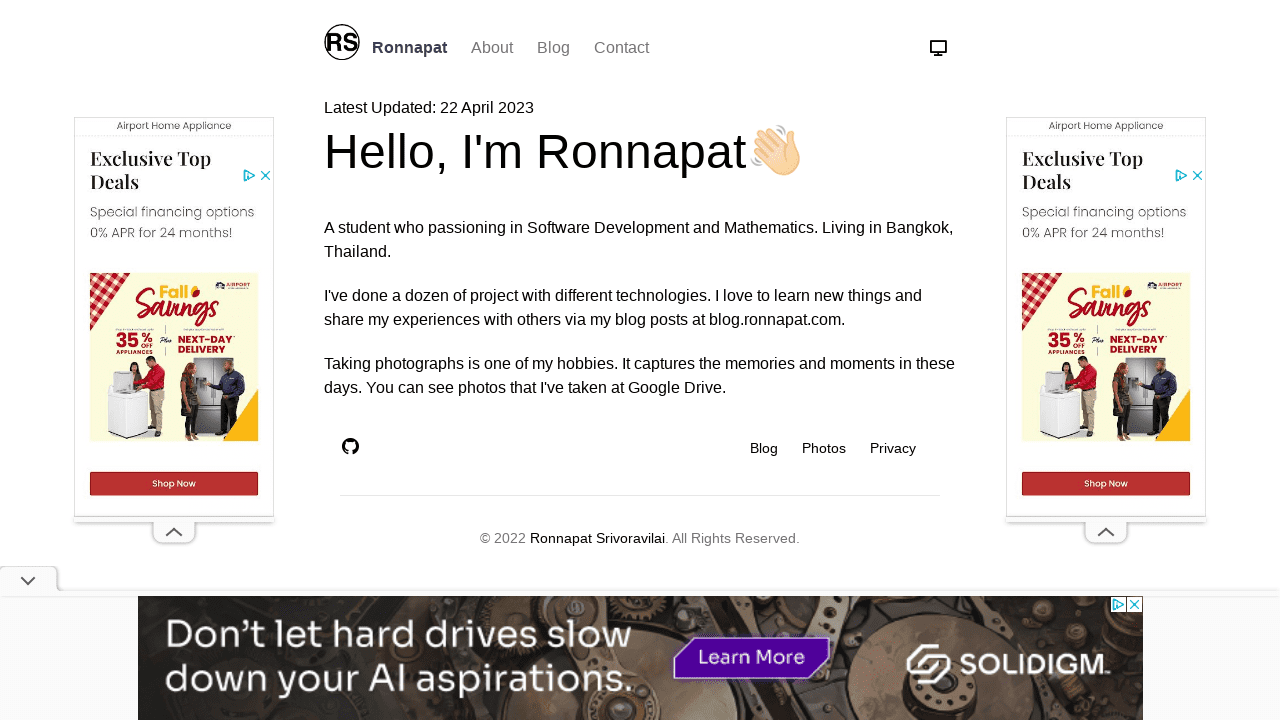 RS Ronnapat About Blog Contact
Latest Updated: 22 April 2023
Hello, I'm Ronnapat👋🏻
A student who passioning in Software Development and Mathematics. Living in Bangkok,
Thailand.
I've done a dozen of project with different technologies. I love to learn new things and
share my experiences with others via my blog posts at blog.ronnapat.com.
Taking photographs is one of my hobbies. It captures the memories and moments in these
days. You can see photos that I've taken at Google Drive.
Blog Photos Privacy
© 2022 Ronnapat Srivoravilai. All Rights Reserved.
Airport Home Appliance
Exclusive Top
Deals
Special financing options
0% APR for 24 months!
AIRPORT
Fall
Savings
UP TO
35% OFF
APPLIANCES
Plus
NEXT-DAY
DELIVERY
Shop Now
Airport Home Appliance
Exclusive Top
Deals
Special financing options
0% APR for 24 months!
AIRPORT
Fall
Savings
35% OFF
APPLIANCES
Plus
NEXT-DAY
DELIVERY
Shop Now
Don't let hard drives slow
down your AI aspirations.
Learn More
SOLIDIGM